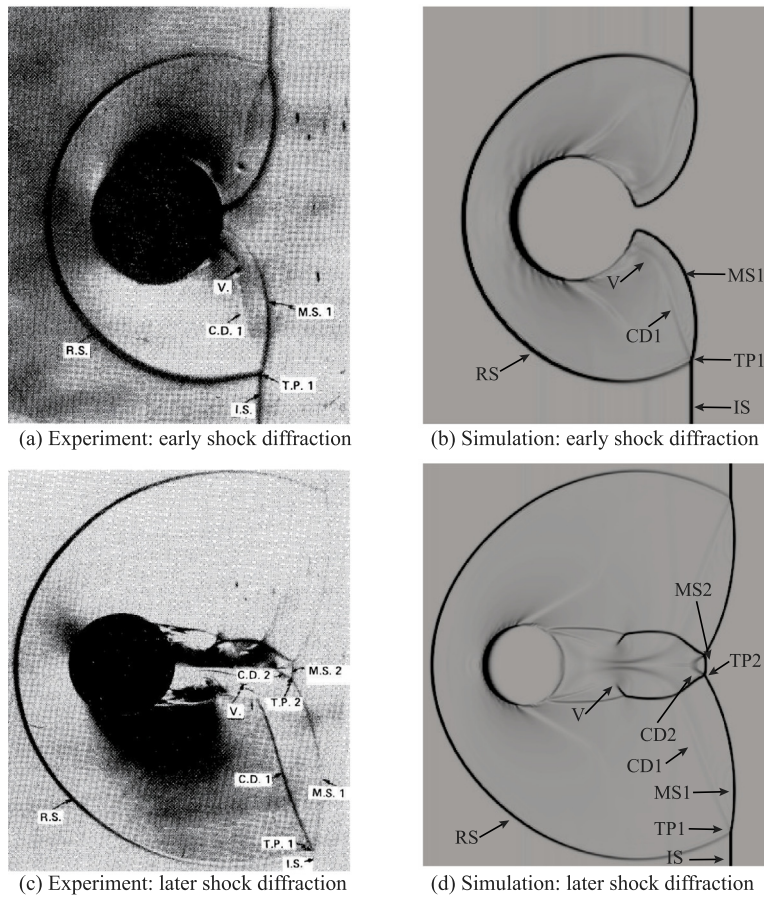 V.
M.S. 1
C.D. 1
R.S.
T.P. 1
I.S.
(a) Experiment: early shock diffraction
MS1
V
CD1
TP1
RS
IS
(b) Simulation: early shock diffraction
M.S. 2
C.D. 2
T.P. 2
V.
C.D. 1
M.S. 1
R.S.
T.P. 1
I.S.
(c) Experiment: later shock diffraction
MS2
TP2
V
CD2
CD1
MS1
TP1
RS
IS
(d) Simulation: later shock diffraction